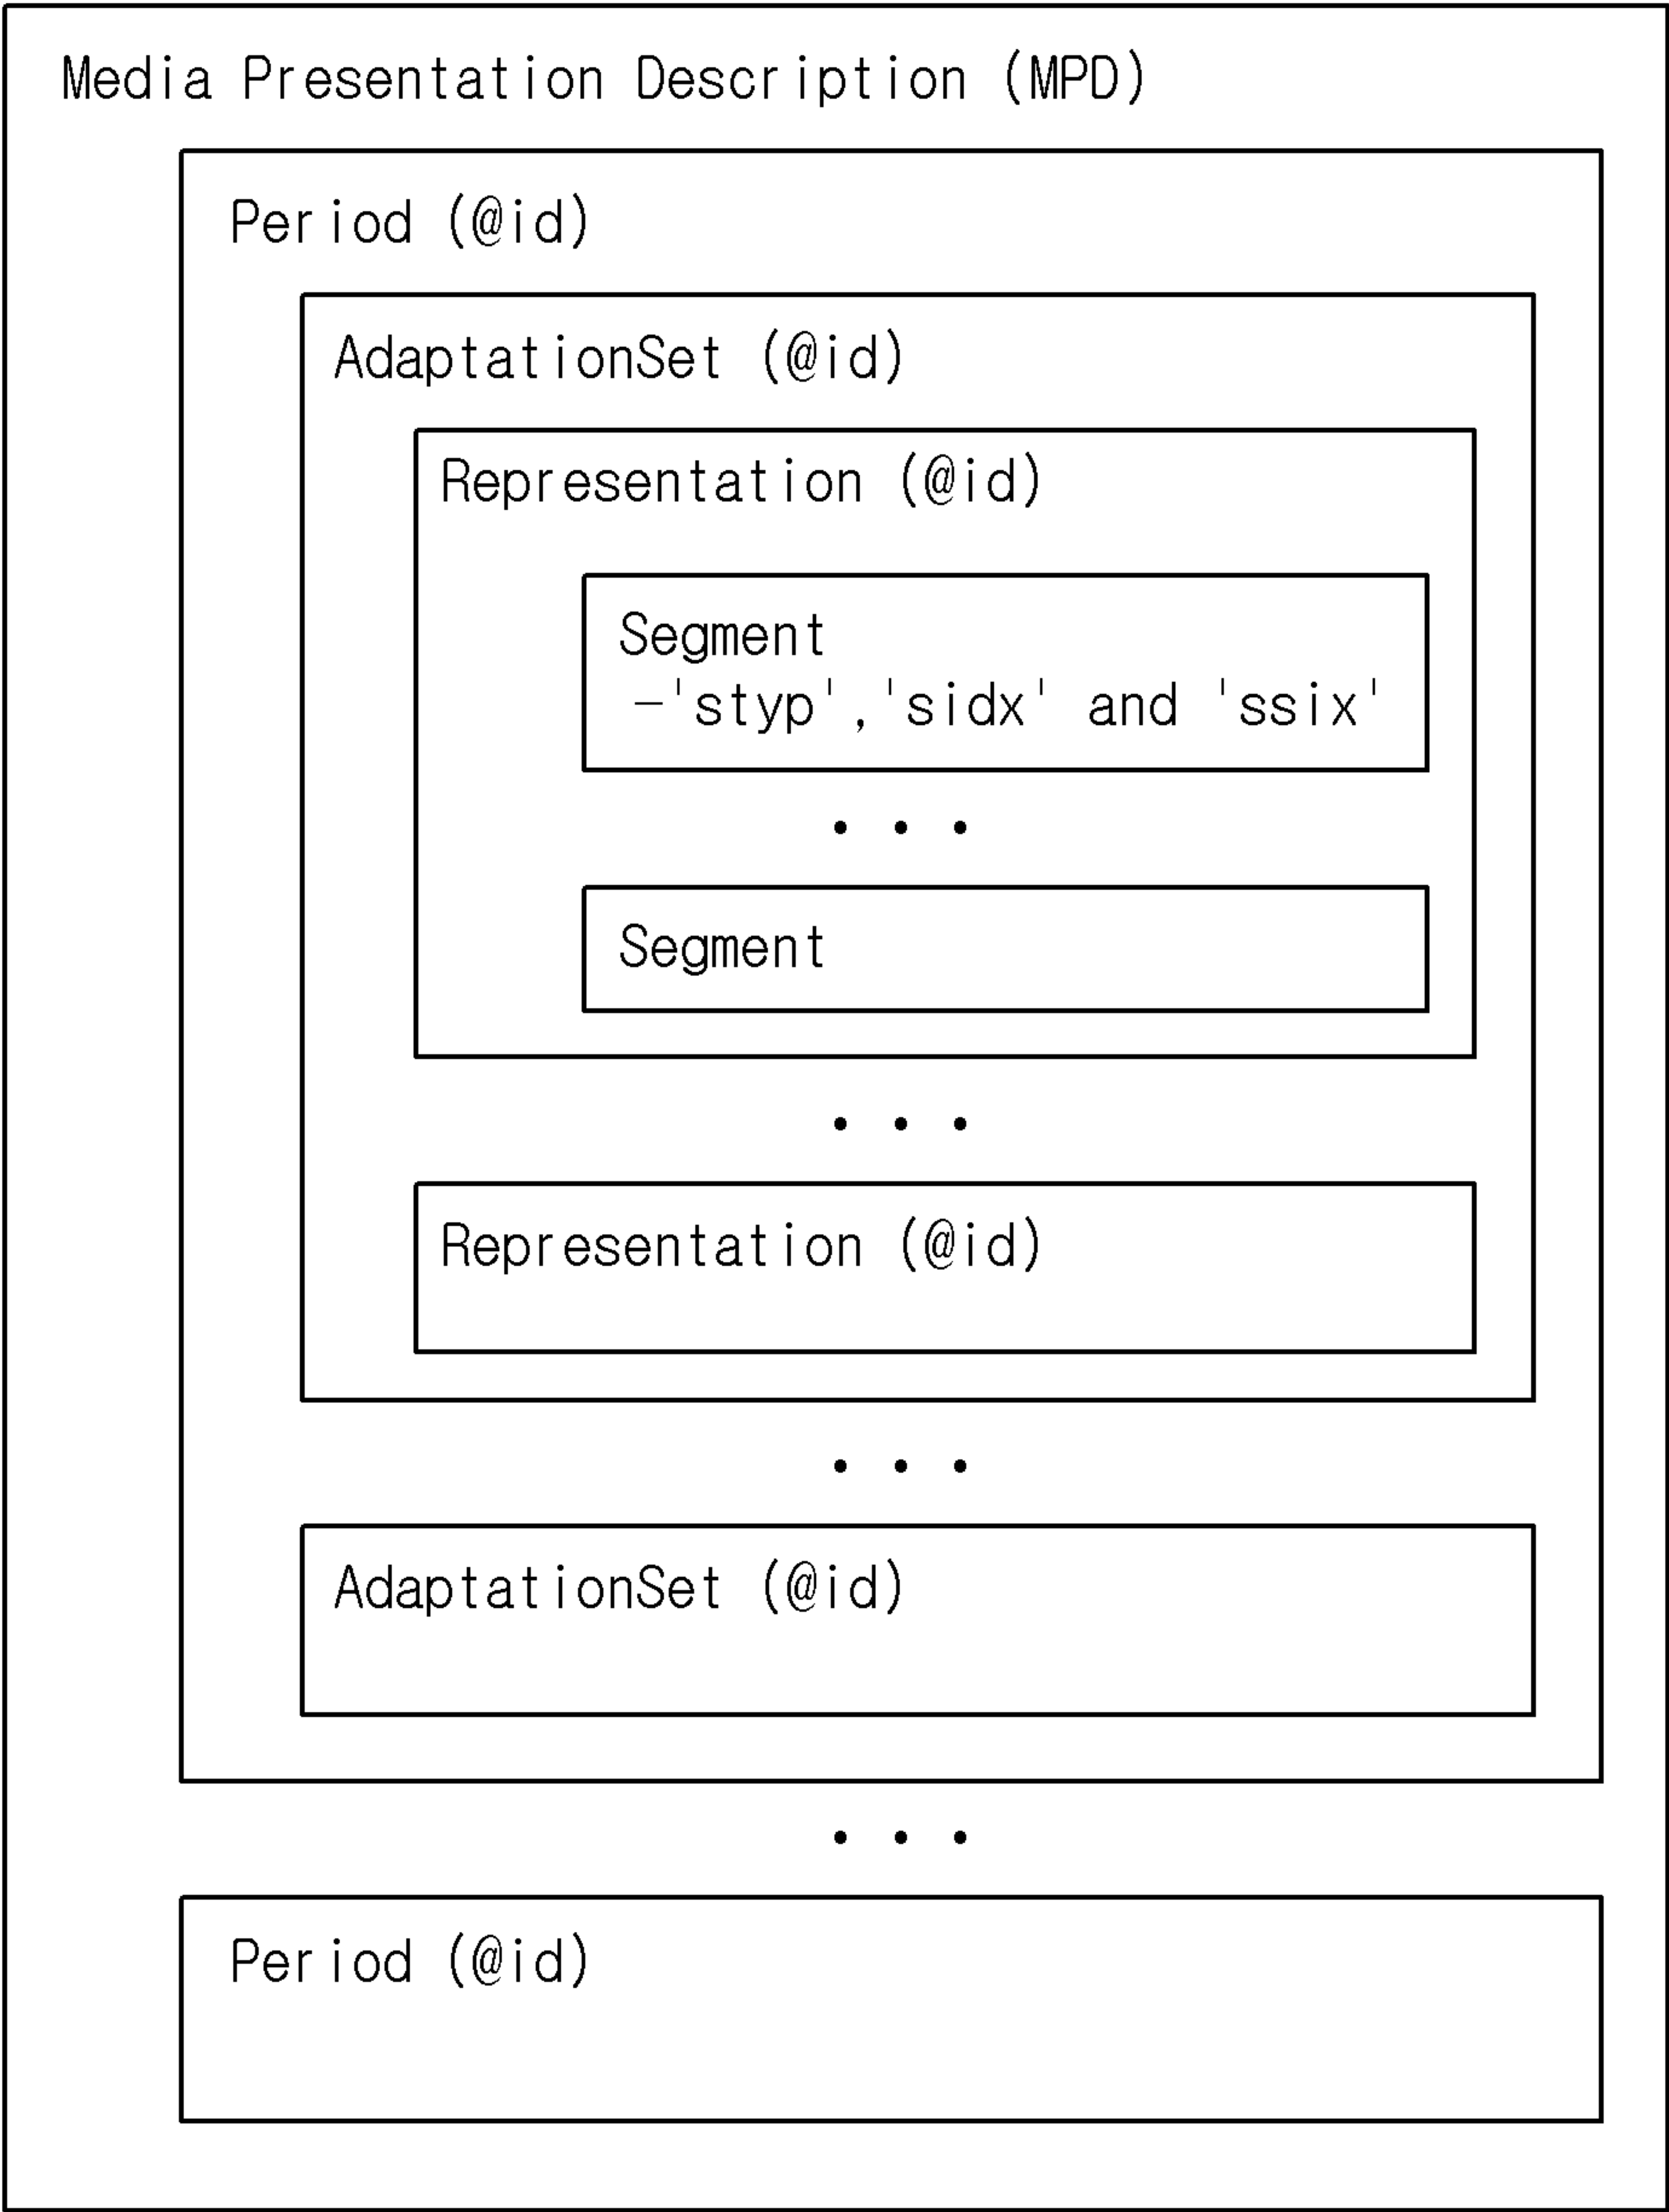 Media Presentation Description (MPD)
Period (@id)
AdaptationSet (@id)
Representation (@id)
Segment
-'styp','sidx' and 'ssix'
...
Segment
...
Representation (@id)
...
AdaptationSet (@id)
...
Period (@id)